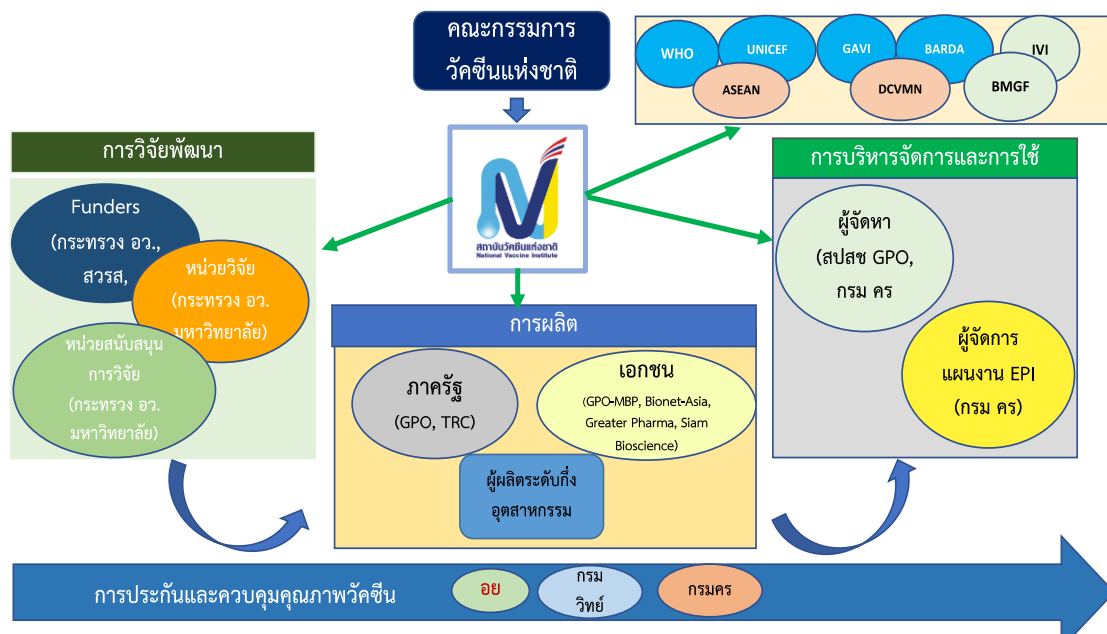 คณะกรรมการ
วัคซีนแห่งชาติ
WHO
UNICEF
GAVI
BARDA
IVI
ASEAN
DCVMN
BMGF
สถาบันวัคซีนแห่งชาติ
National Vaccine Institute
การวิจัยพัฒนา
Funders
(กระทรวง อว.,
สวรส,
หน่วยวิจัย
(กระทรวง อว.
มหาวิทยาลัย)
หน่วยสนับสนุน
การวิจัย
(กระทรวง อว.
มหาวิทยาลัย)
การผลิต
ภาครัฐ
(GPO, TRC)
เอกชน
(GPO-MBP, Bionet-Asia,
Greater Pharma, Siam
Bioscience)
ผู้ผลิตระดับกึ่ง
อุตสาหกรรม
การบริหารจัดการและการใช้
ผู้จัดหา
(สปสช GPO,
กรม คร
ผู้จัดการ
แผนงาน EPI
(กรม คร)
การประกันและควบคุมคุณภาพวัคซีน
อย
กรม
วิทย์
กรมคร